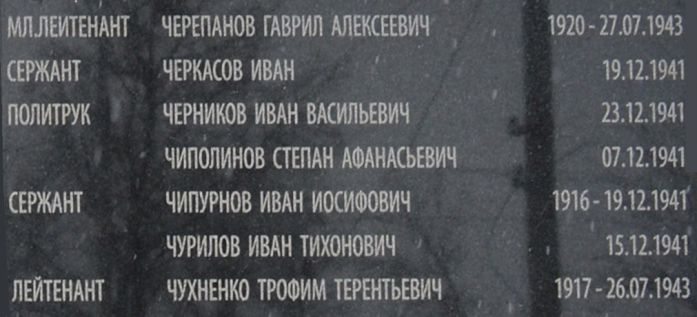 МЛ.ЛЕЙТЕНАНТ ЧЕРЕПАНОВ ГАВРИЛ АЛЕКСЕЕВИЧ 1920 - 27.07.1943
СЕРЖАНТ ЧЕРКАСОВ ИВАН 19.12.1941
ПОЛИТРУК ЧЕРНИКОВ ИВАН ВАСИЛЬЕВИЧ 23.12.1941
ЧИПОЛИНОВ СТЕПАН АФАНАСЬЕВИЧ 07.12.1941
СЕРЖАНТ ЧИПУРНОВ ИВАН ИОСИФОВИЧ 1916 - 19.12.1941
ЧУРИЛОВ ИВАН ТИХОНОВИЧ 15.12.1941
ЛЕЙТЕНАНТ ЧУХНЕНКО ТРОФИМ ТЕРЕНТЬЕВИЧ 1917 - 26.07.1943